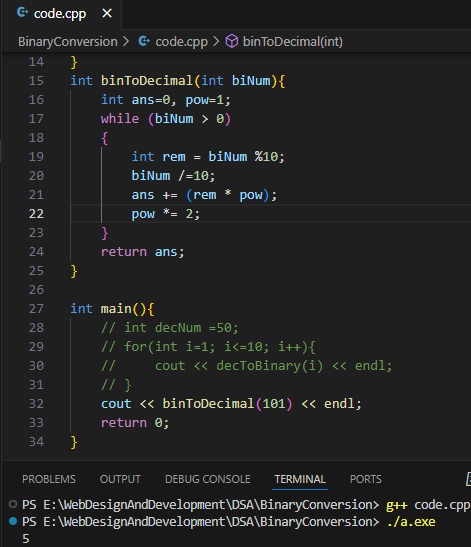 code.cpp
BinaryConversion > code.cpp > binToDecimal(int)
14 }
15 int binToDecimal(int biNum){
16     int ans=0, pow=1;
17     while (biNum > 0)
18     {
19         int rem = biNum %10;
20         biNum /=10;
21         ans += (rem * pow);
22         pow *= 2;
23     }
24     return ans;
25 }
26
27 int main(){
28     // int decNum =50;
29     // for(int i=1; i<=10; i++){
30     //     cout << decToBinary(i) << endl;
31     // }
32     cout << binToDecimal(101) << endl;
33     return 0;
34 }
PROBLEMS OUTPUT DEBUG CONSOLE TERMINAL PORTS
PS E:\WebDesignAndDevelopment\DSA\BinaryConversion> g++ code.cpp
PS E:\WebDesignAndDevelopment\DSA\BinaryConversion> ./a.exe
5